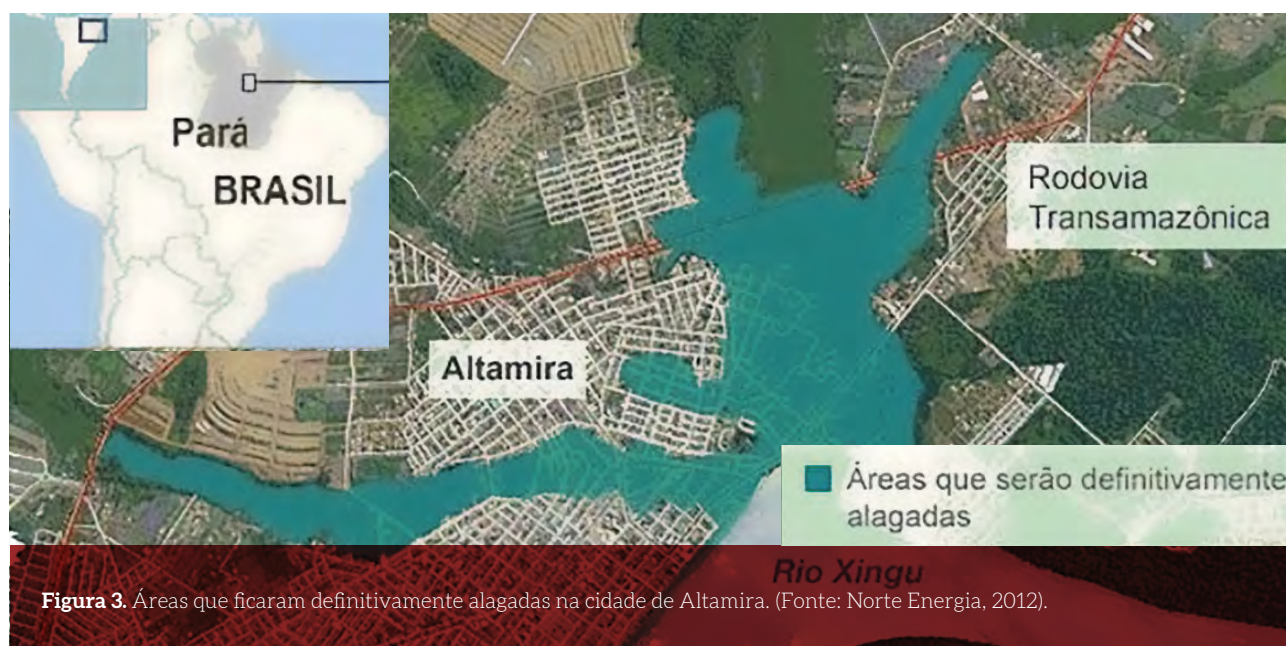 Pará
BRASIL
Rodovia
Transamazônica
Altamira
Áreas que serão definitivamente
alagadas
Rio Xingu
Figura 3. Áreas que ficaram definitivamente alagadas na cidade de Altamira. (Fonte: Norte Energia, 2012).